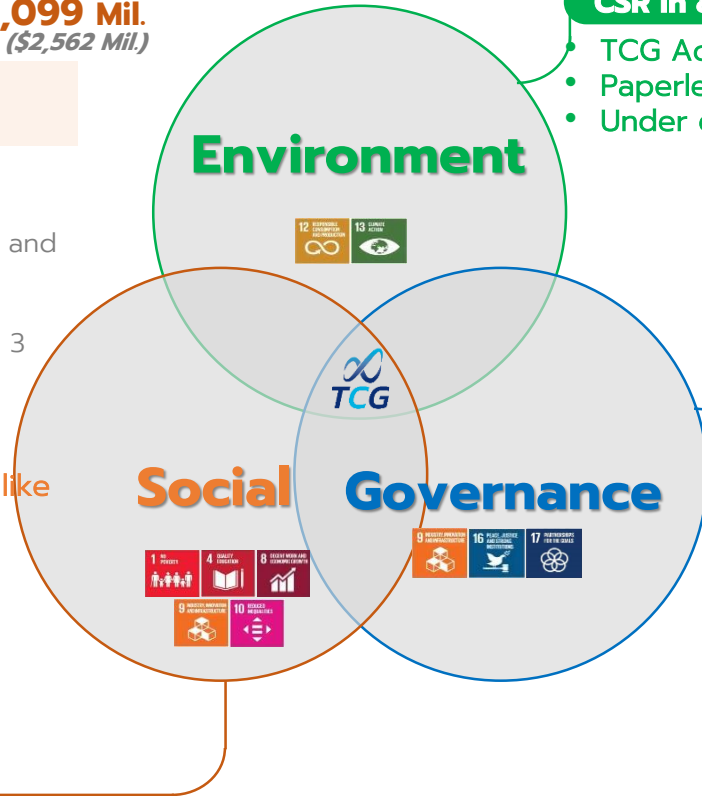 ,099 Mil.
($2,562 Mil.)
CSR in
TCG Ac
Paperle
Under
Environment
12 RESPONSIBLE CONSUMPTION AND PRODUCTION
13 CLIMATE ACTION
and
3
TCG
like
Social
Governance
1 NO POVERTY
4 QUALITY EDUCATION
8 DECENT WORK AND ECONOMIC GROWTH
9 INDUSTRY, INNOVATION AND INFRASTRUCTURE
10 REDUCED INEQUALITIES
9 INDUSTRY, INNOVATION AND INFRASTRUCTURE
16 PEACE, JUSTICE AND STRONG INSTITUTIONS
17 PARTNERSHIPS FOR THE GOALS